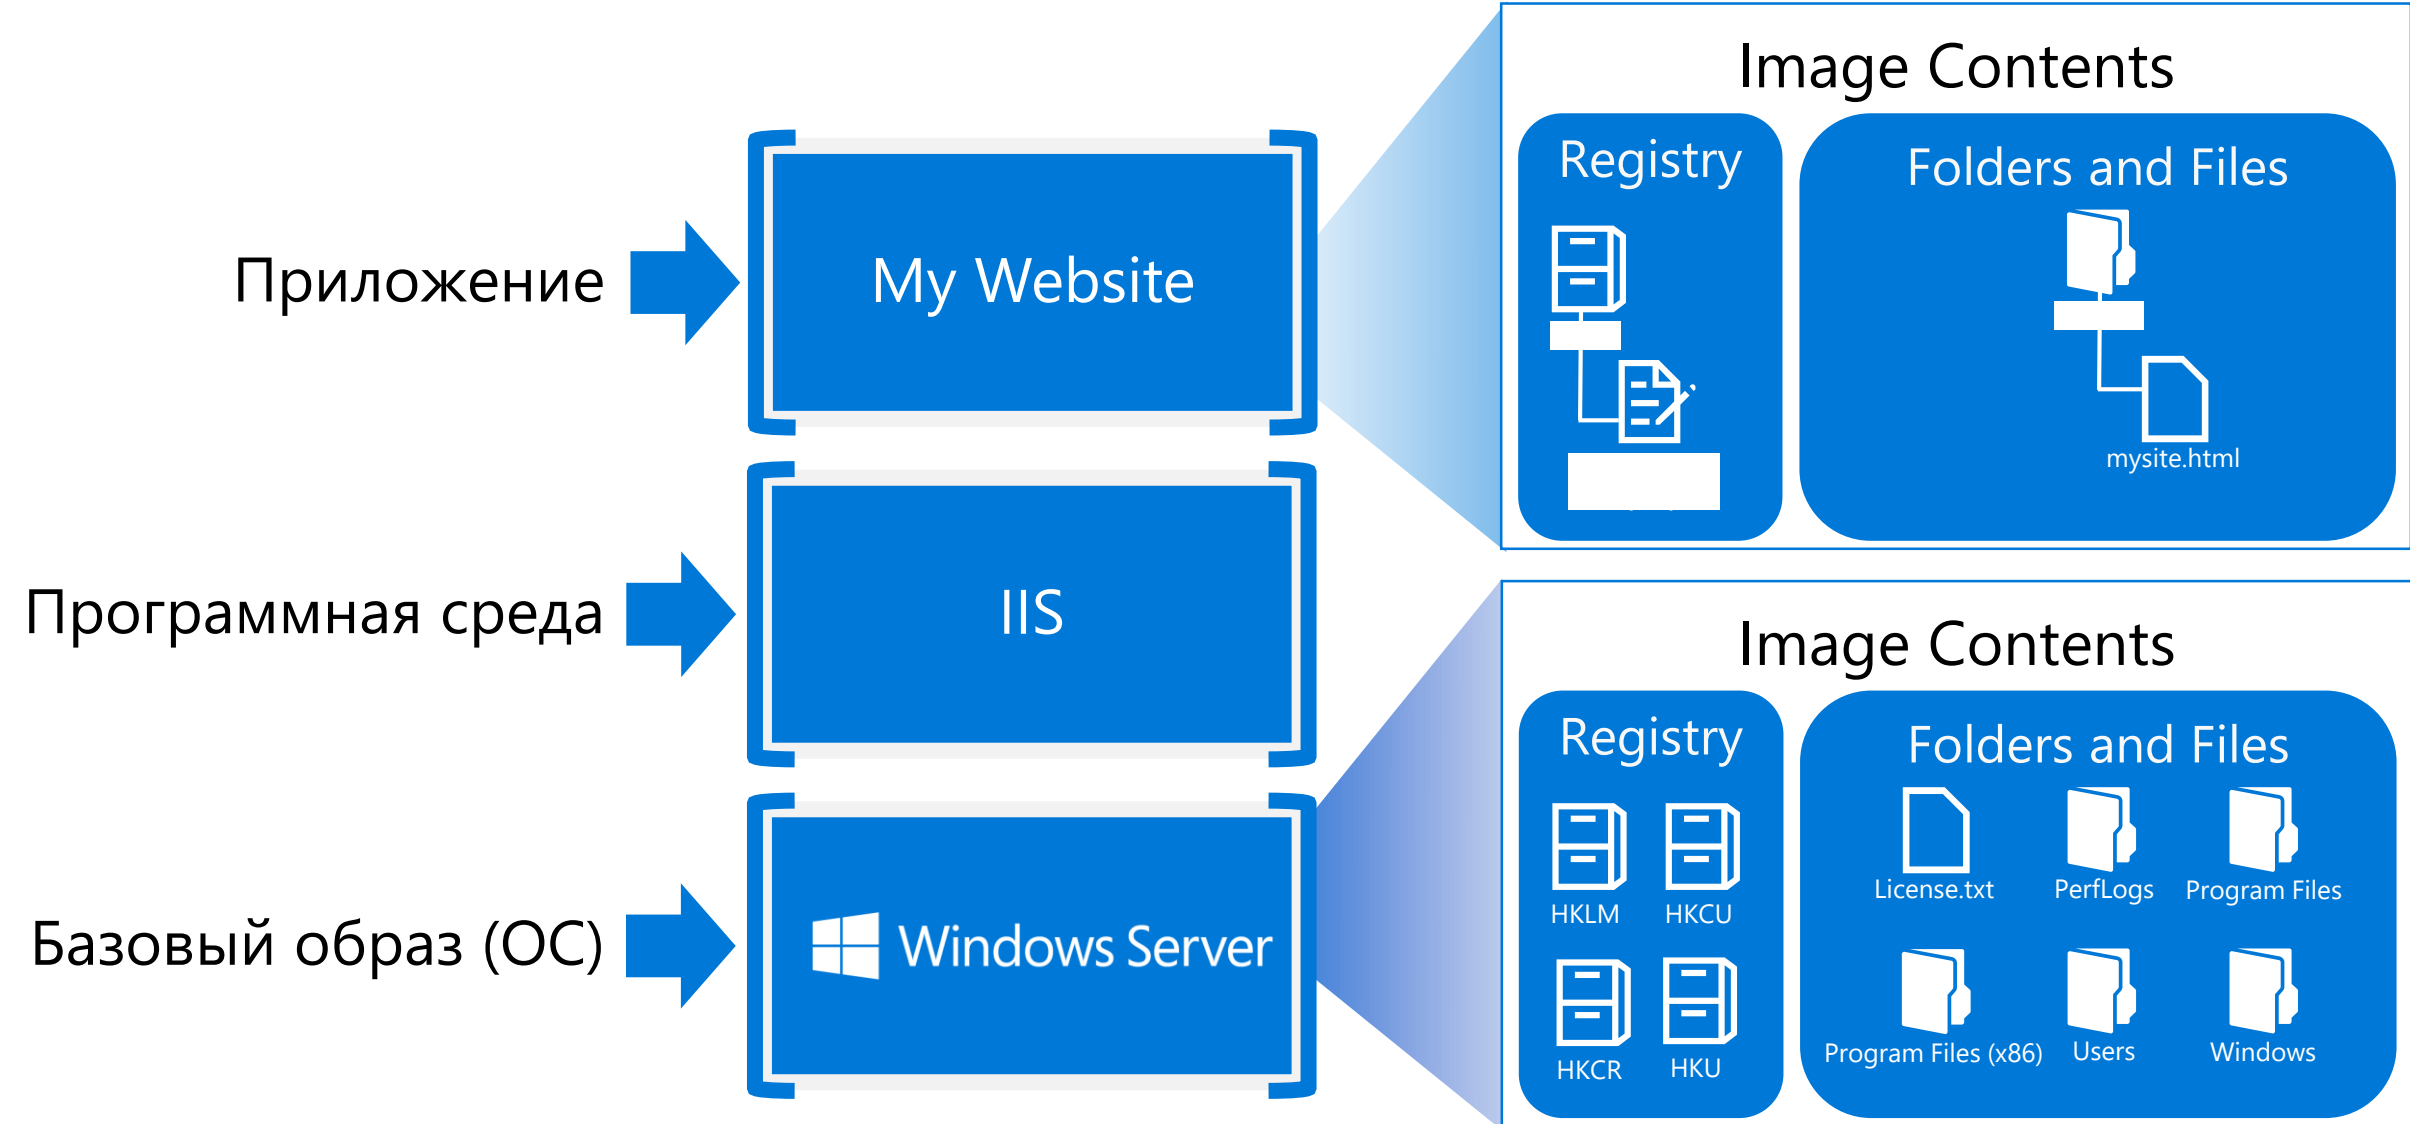 Приложение
My Website
Программная среда
IIS
Базовый образ (ОС)
Windows Server
Image Contents
Registry
Folders and Files
mysite.html
Image Contents
Registry
HKLM
HKCU
HKCR
HKU
Folders and Files
License.txt
PerfLogs
Program Files
Program Files (x86)
Users
Windows